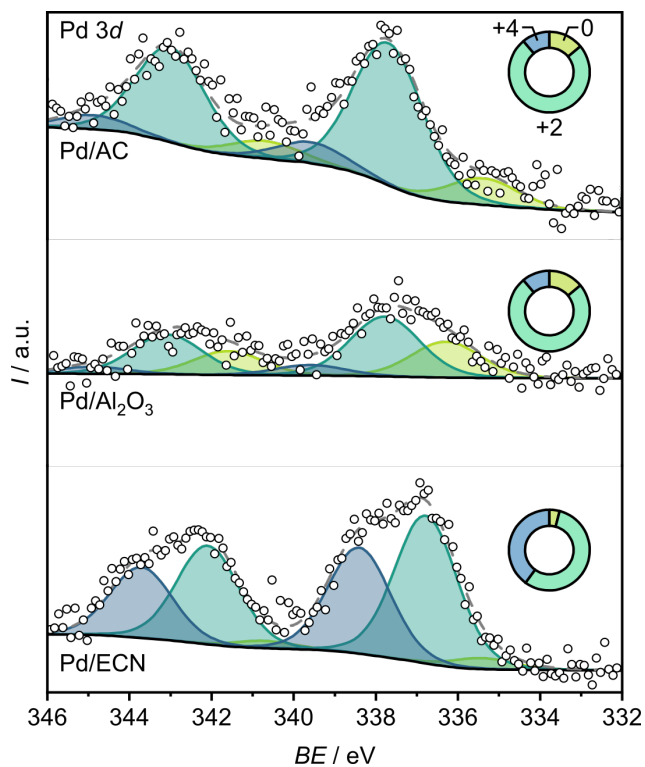 Pd 3d
+4
0
+2
Pd/AC
Pd/Al₂O₃
Pd/ECN
I / a.u.
346 344 342 340 338 336 334 332
BE / eV